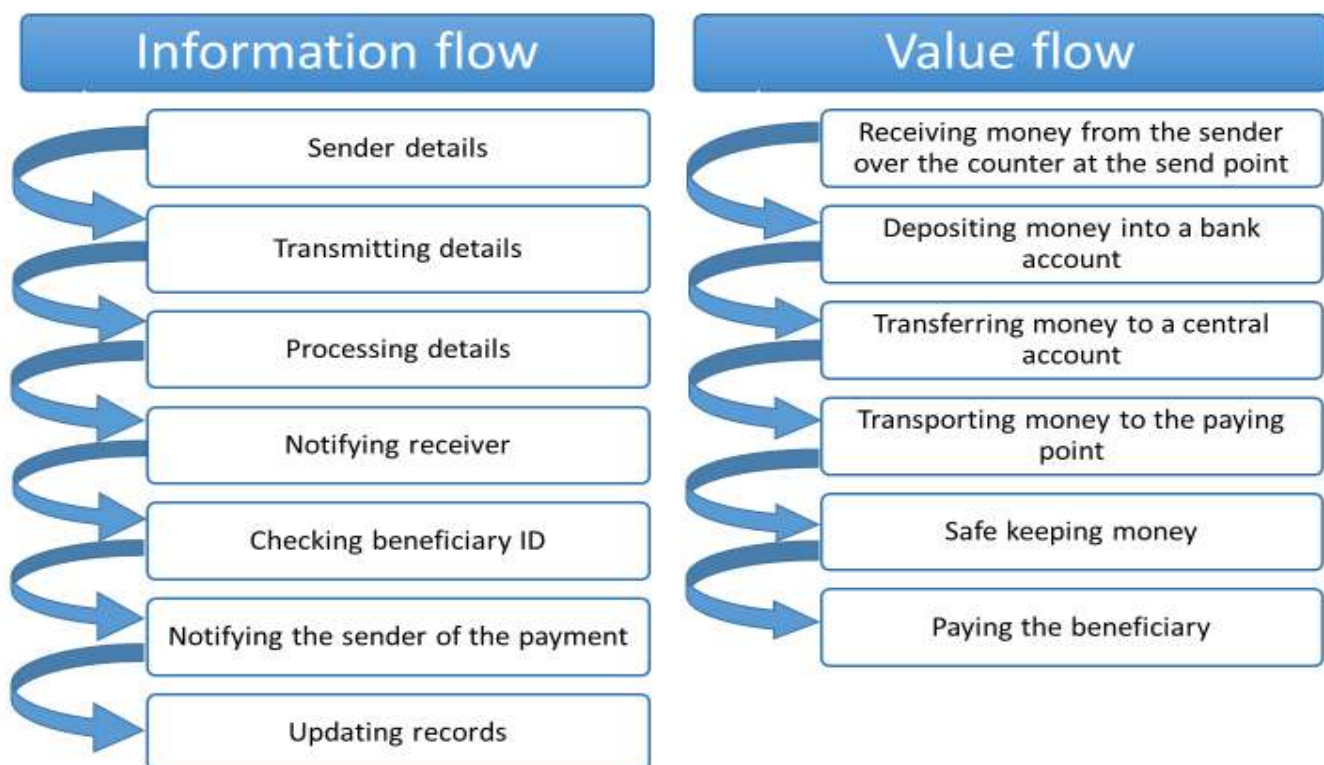 Information flow
Sender details
Transmitting details
Processing details
Notifying receiver
Checking beneficiary ID
Notifying the sender of the payment
Updating records
Value flow
Receiving money from the sender
over the counter at the send point
Depositing money into a bank
account
Transferring money to a central
account
Transporting money to the paying
point
Safe keeping money
Paying the beneficiary